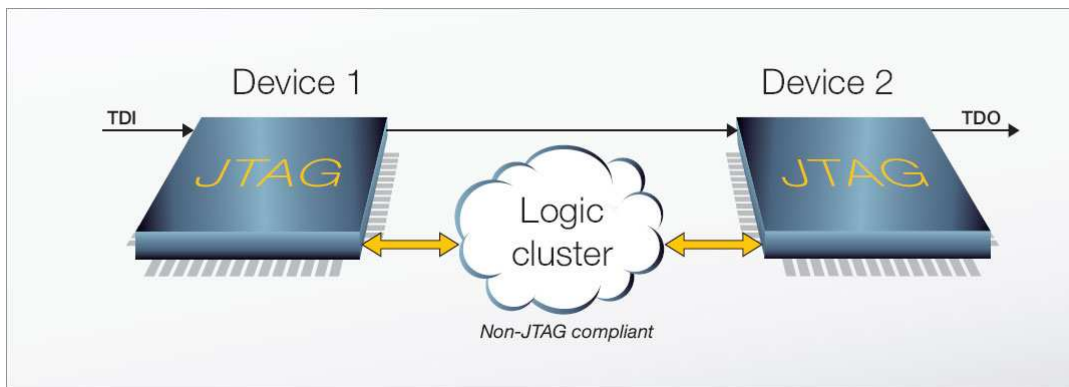 Device 1
Device 2
TDI
TDO
JTAG
JTAG
Logic
cluster
Non-JTAG compliant